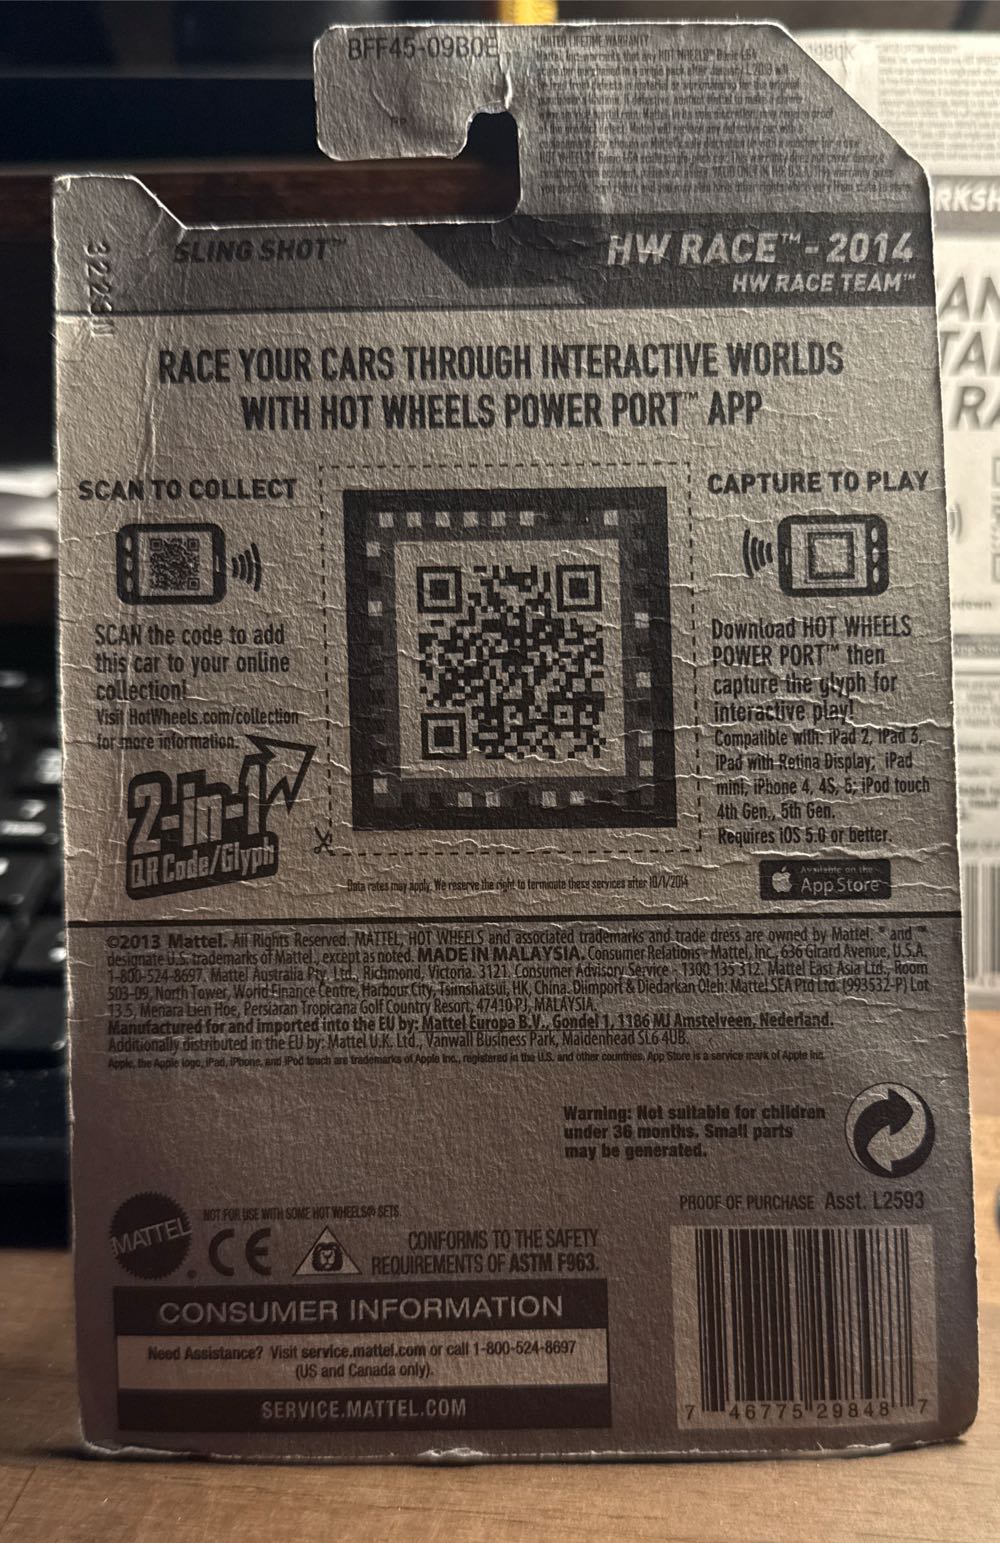 BFF45-09B0E
LIMITED LIFETIME WARRANTY
SLING SHOT™
HW RACE™ - 2014
HW RACE TEAM™
RACE YOUR CARS THROUGH INTERACTIVE WORLDS
WITH HOT WHEELS POWER PORT™ APP
SCAN TO COLLECT
SCAN the code to add
this car to your online
collection!
Visit HotWheels.com/collection
for more information.
2-in-1
QR Code/Glyph
CAPTURE TO PLAY
Download HOT WHEELS
POWER PORT™ then
capture the glyph for
interactive play!
Compatible with: iPad 2, iPad 3,
iPad with Retina Display; iPad
mini, iPhone 4, 4S, 5; iPod touch
4th Gen., 5th Gen.
Requires iOS 5.0 or better.
Available on the
App Store
Data rates may apply. We reserve the right to terminate these services after 10/1/2014
©2013 Mattel. All Rights Reserved. MATTEL, HOT WHEELS and associated trademarks and trade dress are owned by Mattel. ® and ™
designate U.S. trademarks of Mattel, except as noted. MADE IN MALAYSIA. Consumer Relations - Mattel, Inc., 636 Girard Avenue, U.S.A.
1-800-524-8697. Mattel Australia Pty. Ltd., Richmond, Victoria. 3121. Consumer Advisory Service - 1300 135 312. Mattel East Asia Ltd., Room
503-09, North Tower, World Finance Centre, Harbour City, Tsimshatsui, HK, China. Diimport & Diedarkan Oleh: Mattel SEA Ptd Ltd. (993532-P) Lot
13.5, Menara Lien Hoe, Persiaran Tropicana Golf Country Resort, 47410 PJ, MALAYSIA.
Manufactured for and imported into the EU by: Mattel Europa B.V., Gondel 1, 1186 MJ Amstelveen, Nederland.
Additionally distributed in the EU by: Mattel U.K. Ltd., Vanwall Business Park, Maidenhead SL6 4UB.
Apple, the Apple logo, iPad, iPhone, and iPod touch are trademarks of Apple Inc., registered in the U.S. and other countries. App Store is a service mark of Apple Inc.
Warning: Not suitable for children
under 36 months. Small parts
may be generated.
PROOF OF PURCHASE Asst. L2593
NOT FOR USE WITH SOME HOT WHEELS® SETS.
MATTEL
CE
CONFORMS TO THE SAFETY
REQUIREMENTS OF ASTM F963.
CONSUMER INFORMATION
Need Assistance? Visit service.mattel.com or call 1-800-524-8697
(US and Canada only).
SERVICE.MATTEL.COM
7 46775 29848 7